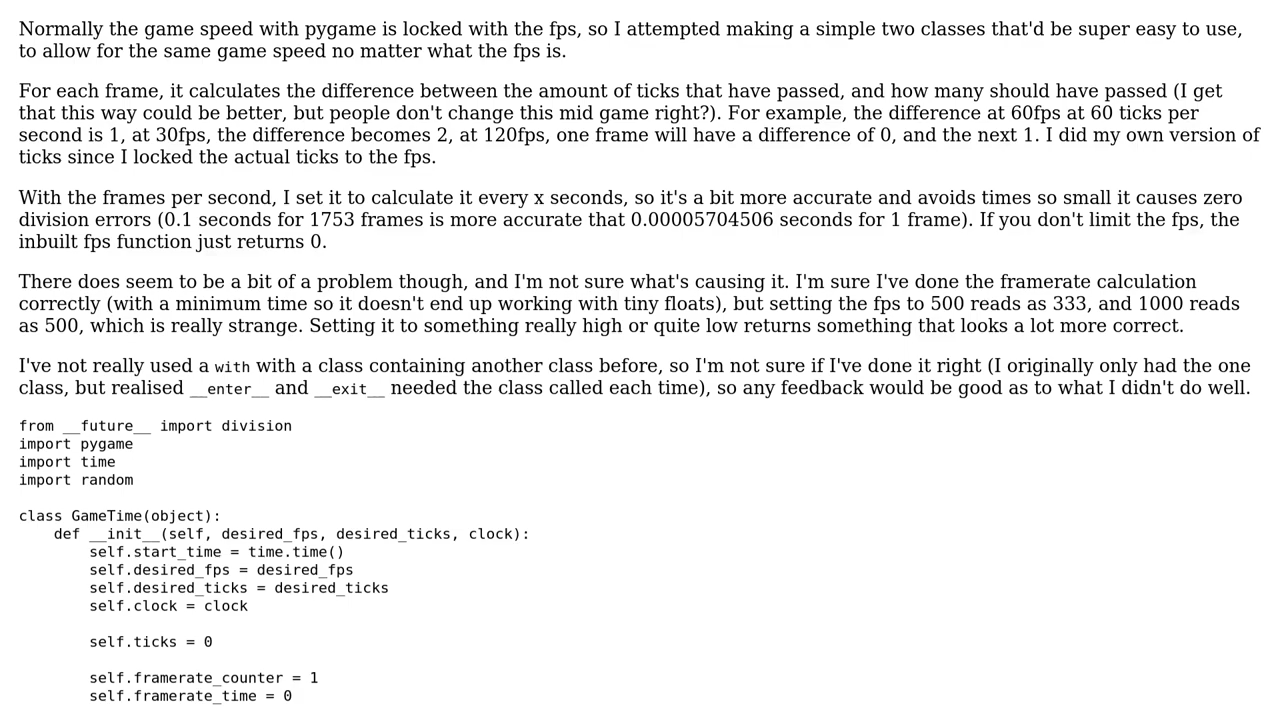 Normally the game speed with pygame is locked with the fps, so I attempted making a simple two classes that'd be super easy to use,
to allow for the same game speed no matter what the fps is.
For each frame, it calculates the difference between the amount of ticks that have passed, and how many should have passed (I get
that this way could be better, but people don't change this mid game right?). For example, the difference at 60fps at 60 ticks per
second is 1, at 30fps, the difference becomes 2, at 120fps, one frame will have a difference of 0, and the next 1. I did my own version of
ticks since I locked the actual ticks to the fps.
With the frames per second, I set it to calculate it every x seconds, so it's a bit more accurate and avoids times so small it causes zero
division errors (0.1 seconds for 1753 frames is more accurate that 0.00005704506 seconds for 1 frame). If you don't limit the fps, the
inbuilt fps function just returns 0.
There does seem to be a bit of a problem though, and I'm not sure what's causing it. I'm sure I've done the framerate calculation
correctly (with a minimum time so it doesn't end up working with tiny floats), but setting the fps to 500 reads as 333, and 1000 reads
as 500, which is really strange. Setting it to something really high or quite low returns something that looks a lot more correct.
I've not really used a with with a class containing another class before, so I'm not sure if I've done it right (I originally only had the one
class, but realised __enter__ and __exit__ needed the class called each time), so any feedback would be good as to what I didn't do well.
from __future__ import division
import pygame
import time
import random
class GameTime(object):
    def __init__(self, desired_fps, desired_ticks, clock):
        self.start_time = time.time()
        self.desired_fps = desired_fps
        self.desired_ticks = desired_ticks
        self.clock = clock
        self.ticks = 0
        self.framerate_counter = 1
        self.framerate_time = 0